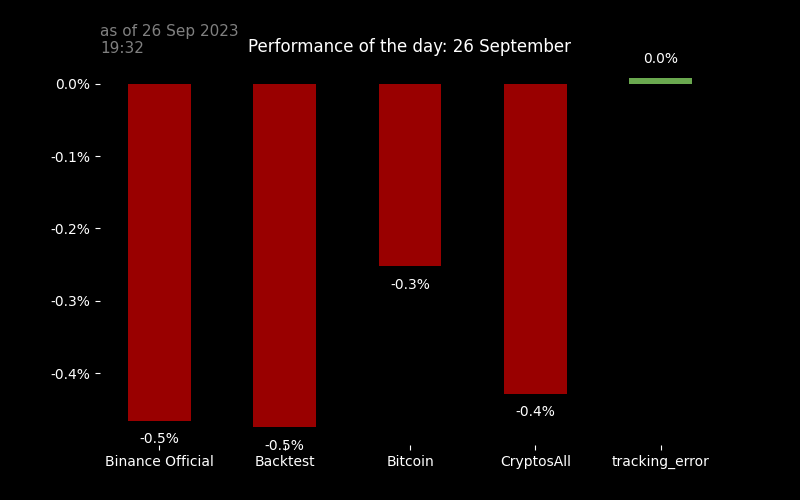 as of 26 Sep 2023
19:32
Performance of the day: 26 September
0.0%
0.0%
-0.1%
-0.2%
-0.3%
-0.4%
-0.5%
-0.5%
-0.3%
-0.4%
Binance Official
Backtest
Bitcoin
CryptosAll
tracking_error